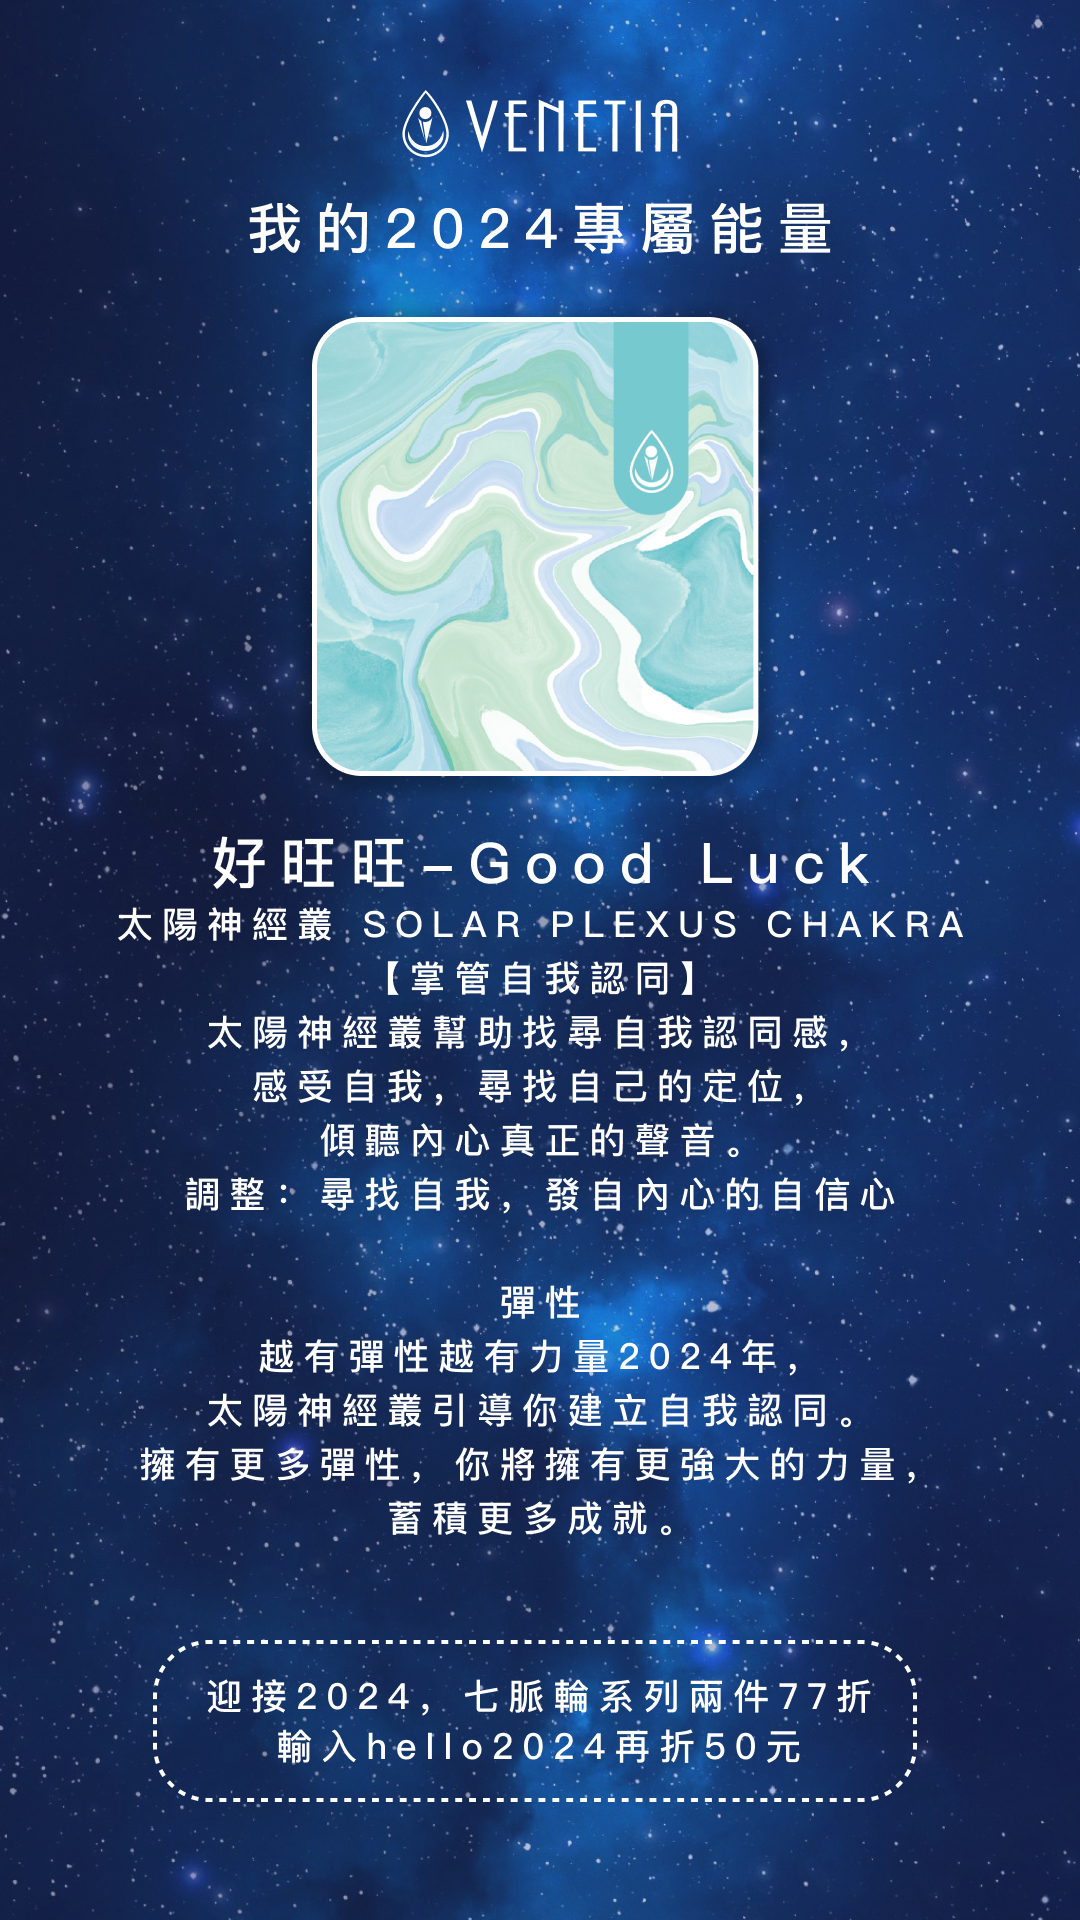 VENETIA
我的2024專屬能量
好旺旺–Good Luck
太陽神經叢 SOLAR PLEXUS CHAKRA
【掌管自我認同】
太陽神經叢幫助找尋自我認同感，
感受自我，尋找自己的定位，
傾聽內心真正的聲音。
調整：尋找自我，發自內心的自信心
彈性
越有彈性越有力量2024年，
太陽神經叢引導你建立自我認同。
擁有更多彈性，你將擁有更強大的力量，
蓄積更多成就。
迎接2024，七脈輪系列兩件77折
輸入hello2024再折50元